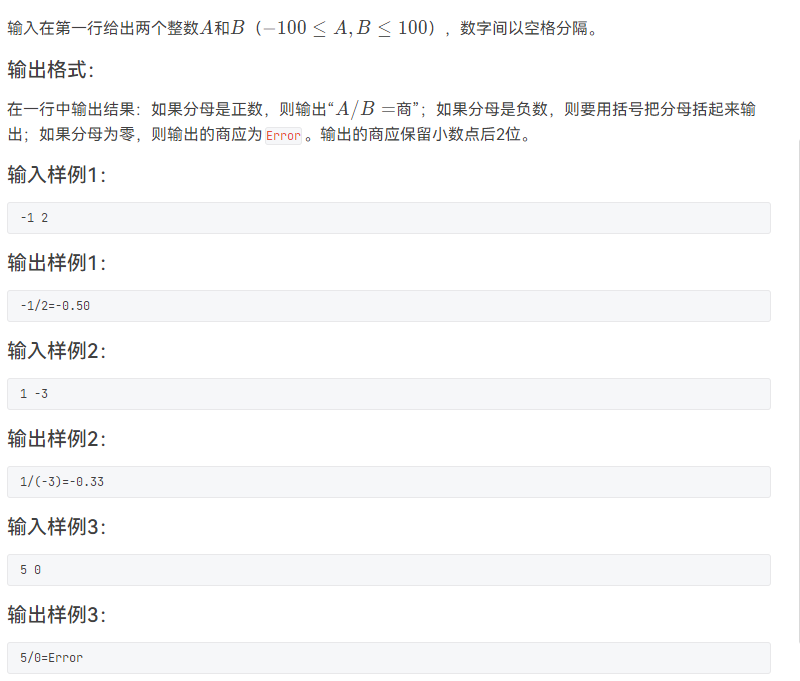 输入在第一行给出两个整数A和B（−100 ≤ A, B ≤ 100），数字间以空格分隔。
输出格式：
在一行中输出结果：如果分母是正数，则输出“A/B =商”；如果分母是负数，则要用括号把分母括起来输
出；如果分母为零，则输出的商应为Error。输出的商应保留小数点后2位。
输入样例1：
-1 2
输出样例1：
-1/2=-0.50
输入样例2：
1 -3
输出样例2：
1/(-3)=-0.33
输入样例3：
5 0
输出样例3：
5/0=Error